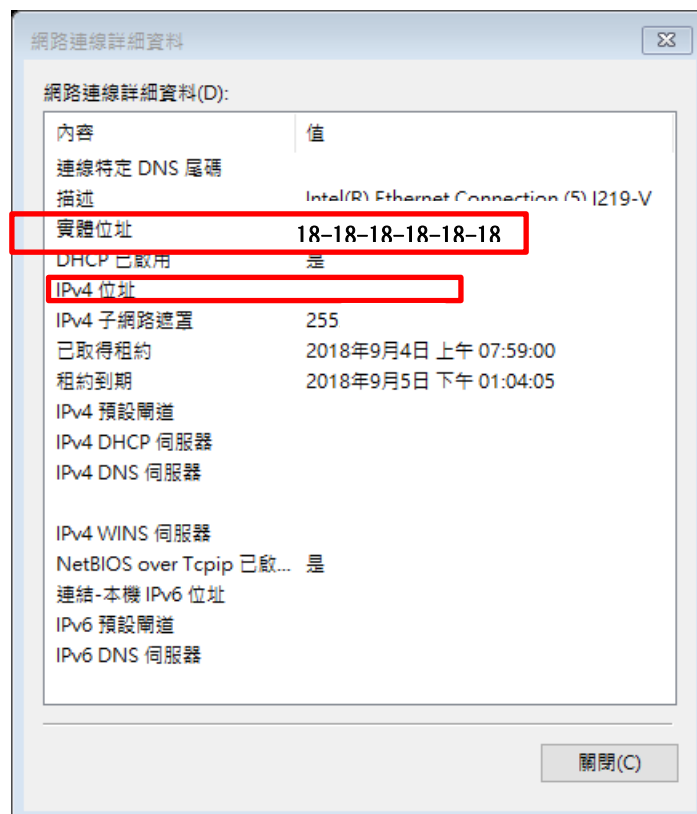 網路連線詳細資料
網路連線詳細資料(D):
內容 值
連線特定 DNS 尾碼
描述 Intel(R) Ethernet Connection (5) I219-V
實體位址 18-18-18-18-18-18
DHCP 已啟用 是
IPv4 位址
IPv4 子網路遮罩 255
已取得租約 2018年9月4日 上午 07:59:00
租約到期 2018年9月5日 下午 01:04:05
IPv4 預設閘道
IPv4 DHCP 伺服器
IPv4 DNS 伺服器
IPv4 WINS 伺服器
NetBIOS over Tcpip 已啟... 是
連結-本機 IPv6 位址
IPv6 預設閘道
IPv6 DNS 伺服器
關閉(C)